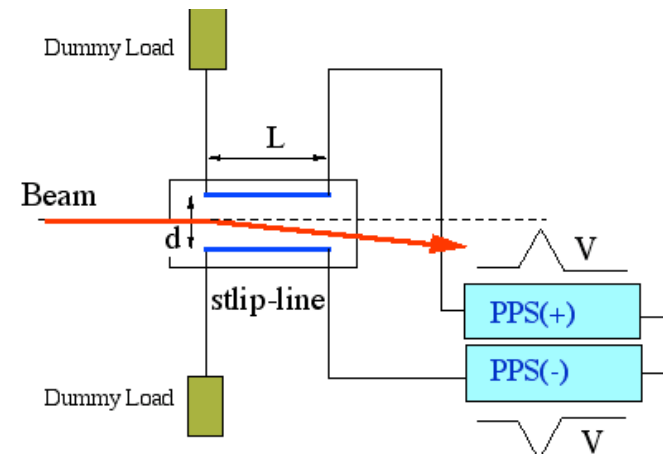 Dummy Load
L
Beam
d
V
stlip-line
PPS(+)
PPS(-)
Dummy Load
V